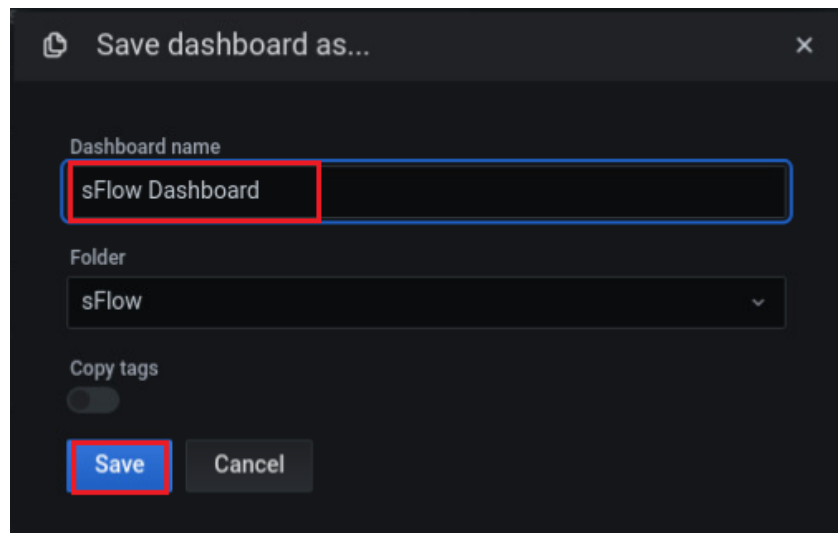 Save dashboard as...
Dashboard name
sFlow Dashboard
Folder
sFlow
Copy tags
Save Cancel